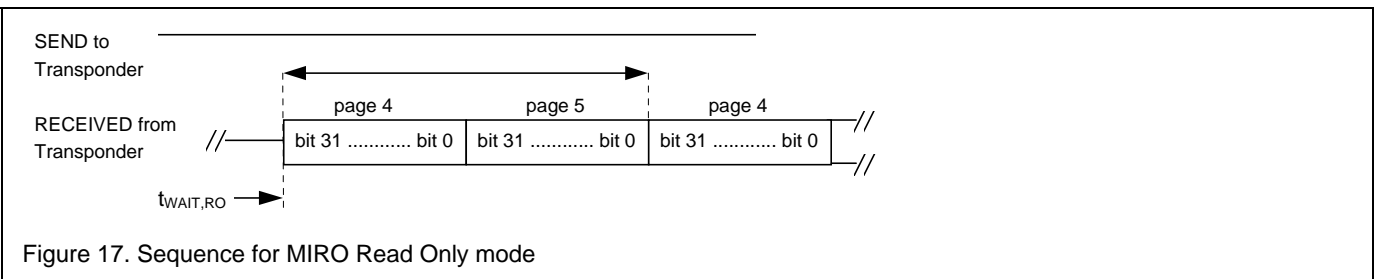 SEND to
Transponder
page 4 page 5 page 4
RECEIVED from
Transponder
bit 31 ............ bit 0 bit 31 ............ bit 0 bit 31 ............ bit 0
tWAIT,RO
Figure 17. Sequence for MIRO Read Only mode